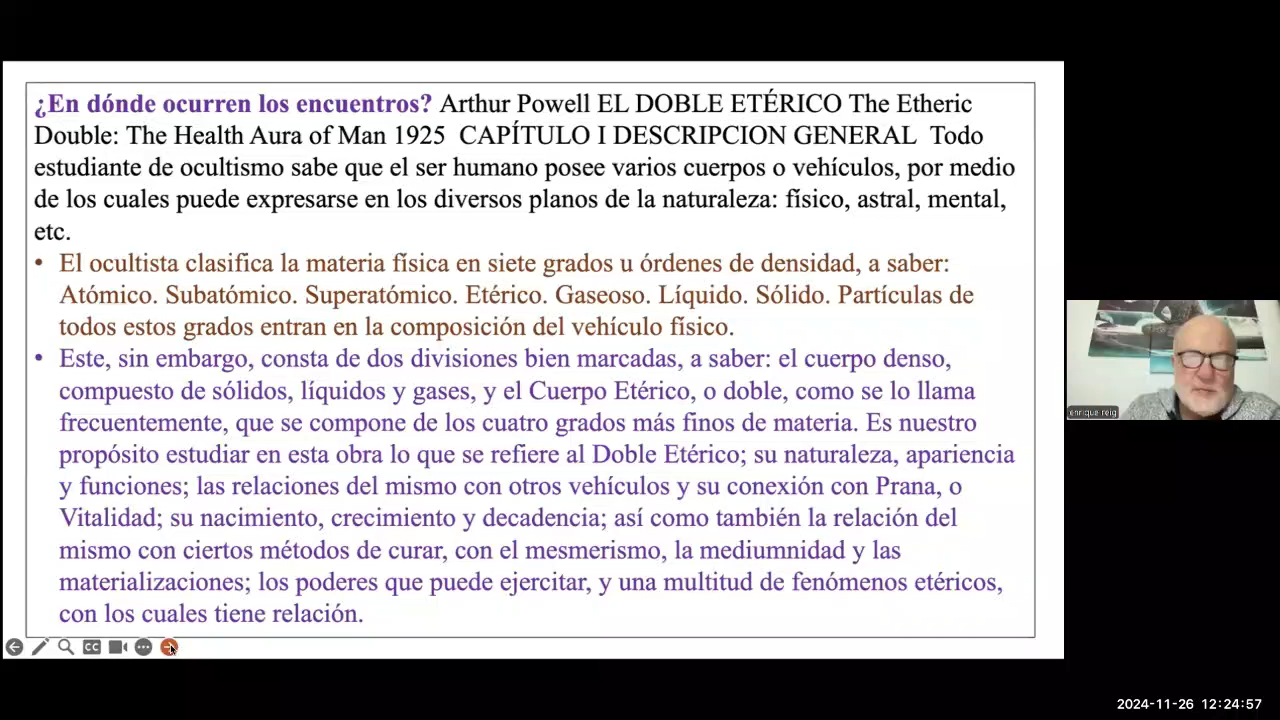 ¿En dónde ocurren los encuentros? Arthur Powell EL DOBLE ETÉRICO The Etheric
Double: The Health Aura of Man 1925 CAPÍTULO I DESCRIPCION GENERAL Todo
estudiante de ocultismo sabe que el ser humano posee varios cuerpos o vehículos, por medio
de los cuales puede expresarse en los diversos planos de la naturaleza: físico, astral, mental,
etc.
• El ocultista clasifica la materia física en siete grados u órdenes de densidad, a saber:
Atómico. Subatómico. Superatómico. Etérico. Gaseoso. Líquido. Sólido. Partículas de
todos estos grados entran en la composición del vehículo físico.
• Este, sin embargo, consta de dos divisiones bien marcadas, a saber: el cuerpo denso,
compuesto de sólidos, líquidos y gases, y el Cuerpo Etérico, o doble, como se lo llama
frecuentemente, que se compone de los cuatro grados más finos de materia. Es nuestro
propósito estudiar en esta obra lo que se refiere al Doble Etérico; su naturaleza, apariencia
y funciones; las relaciones del mismo con otros vehículos y su conexión con Prana, o
Vitalidad; su nacimiento, crecimiento y decadencia; así como también la relación del
mismo con ciertos métodos de curar, con el mesmerismo, la mediumnidad y las
materializaciones; los poderes que puede ejercitar, y una multitud de fenómenos etéricos,
con los cuales tiene relación.
CC
enrique reig
2024-11-26 12:24:57